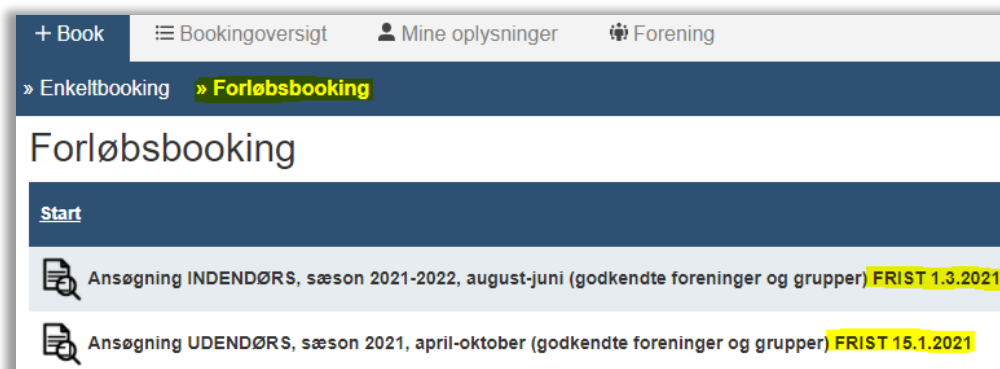 + Book Bookingoversigt Mine oplysninger Forening
» Enkeltbooking » Forløbsbooking
Forløbsbooking
Start
Ansøgning INDENDØRS, sæson 2021-2022, august-juni (godkendte foreninger og grupper) FRIST 1.3.2021
Ansøgning UDENDØRS, sæson 2021, april-oktober (godkendte foreninger og grupper) FRIST 15.1.2021